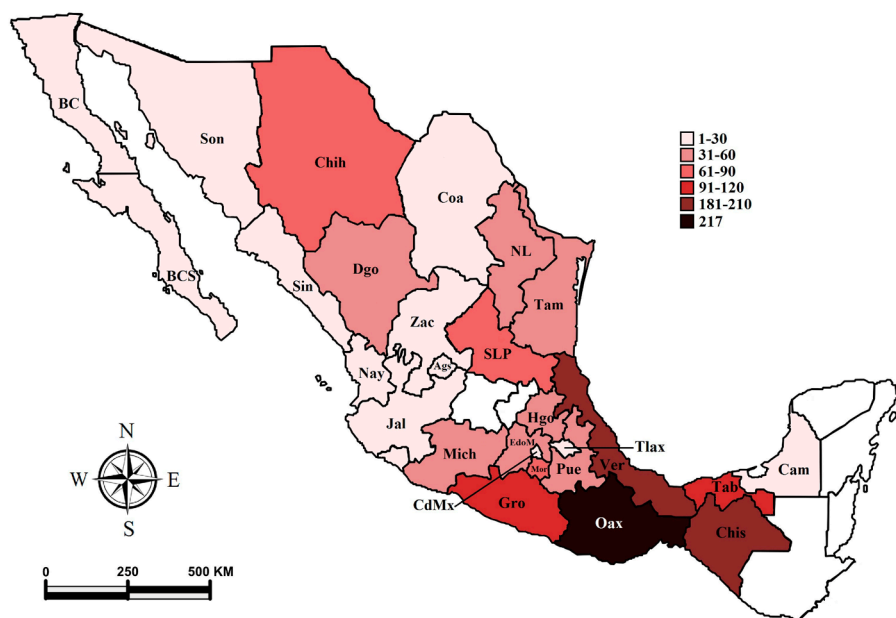 BC
Son
Chih
Coa
BCS
Sin
Dgo
NL
Tam
Zac
SLP
Nay
Ags
Jal
Hgo
Mich
EdoM
Tlax
Mor
Pue
Ver
CdMx
Gro
Oax
Tab
Cam
Chis
1-30
31-60
61-90
91-120
181-210
217
N
W E
S
0 250 500 KM